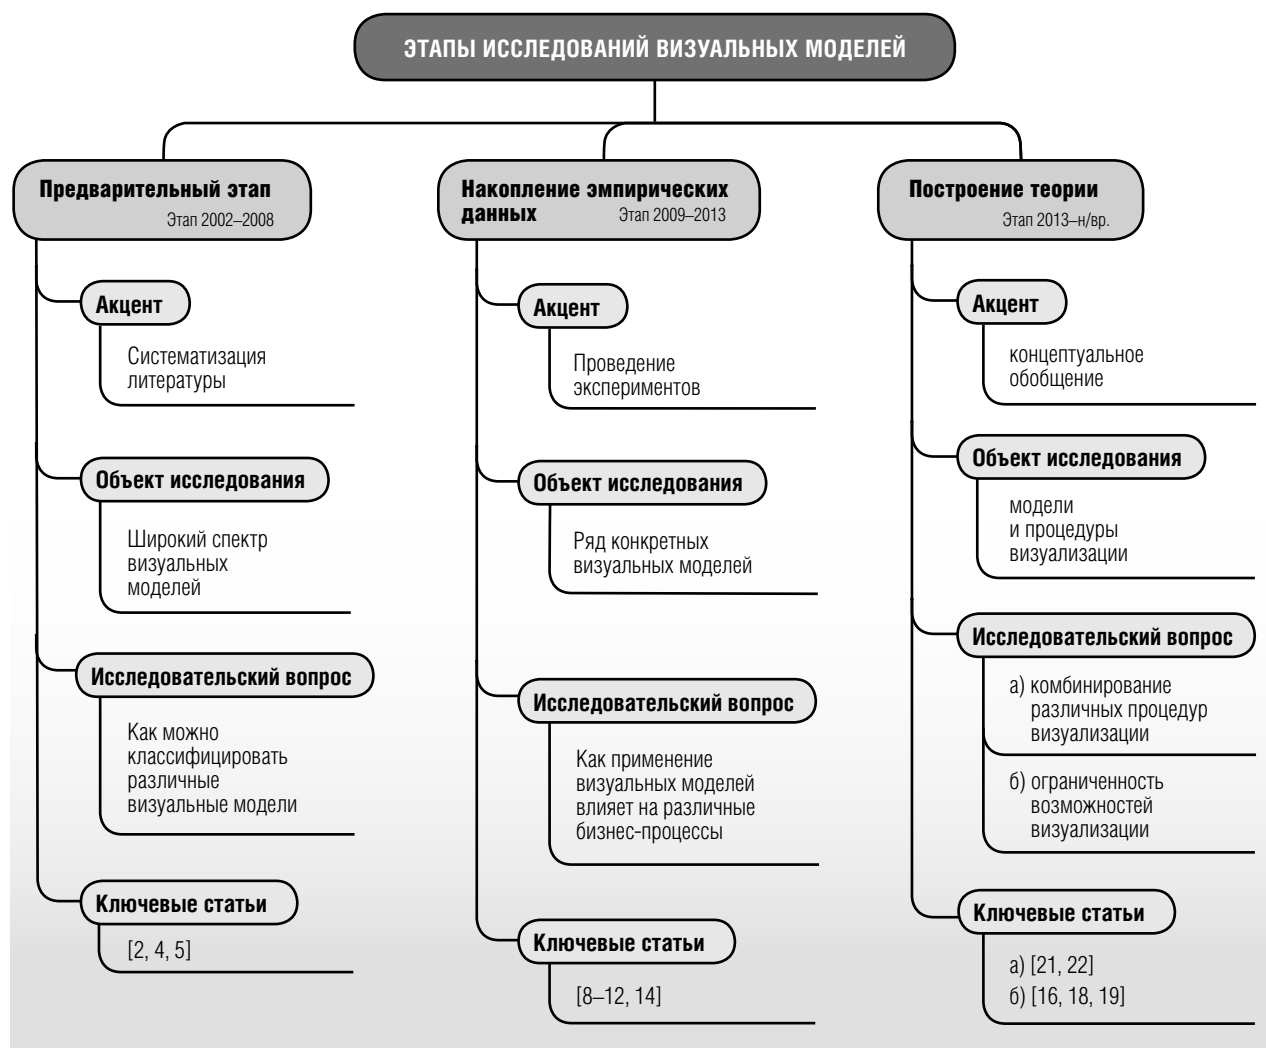 ЭТАПЫ ИССЛЕДОВАНИЙ ВИЗУАЛЬНЫХ МОДЕЛЕЙ
Предварительный этап
Этап 2002–2008
Акцент
Систематизация
литературы
Объект исследования
Широкий спектр
визуальных
моделей
Исследовательский вопрос
Как можно
классифицировать
различные
визуальные модели
Ключевые статьи
[2, 4, 5]
Накопление эмпирических
данных Этап 2009–2013
Акцент
Проведение
экспериментов
Объект исследования
Ряд конкретных
визуальных моделей
Исследовательский вопрос
Как применение
визуальных моделей
влияет на различные
бизнес-процессы
Ключевые статьи
[8–12, 14]
Построение теории
Этап 2013–н/вр.
Акцент
концептуальное
обобщение
Объект исследования
модели
и процедуры
визуализации
Исследовательский вопрос
а) комбинирование
различных процедур
визуализации
б) ограниченность
возможностей
визуализации
Ключевые статьи
а) [21, 22]
б) [16, 18, 19]